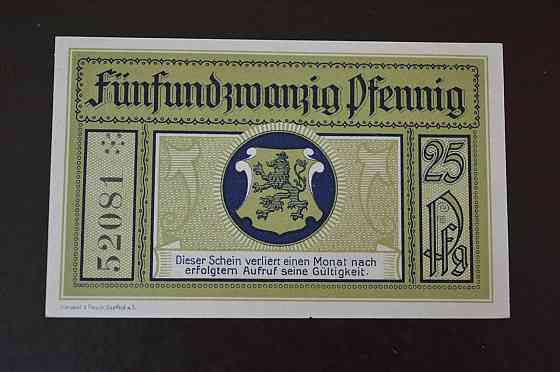 Fünfundzwanzig Pfennig
52081
25
Pfg
Dieser Schein verliert einen Monat nach
erfolgtem Aufruf seine Gültigkeit.